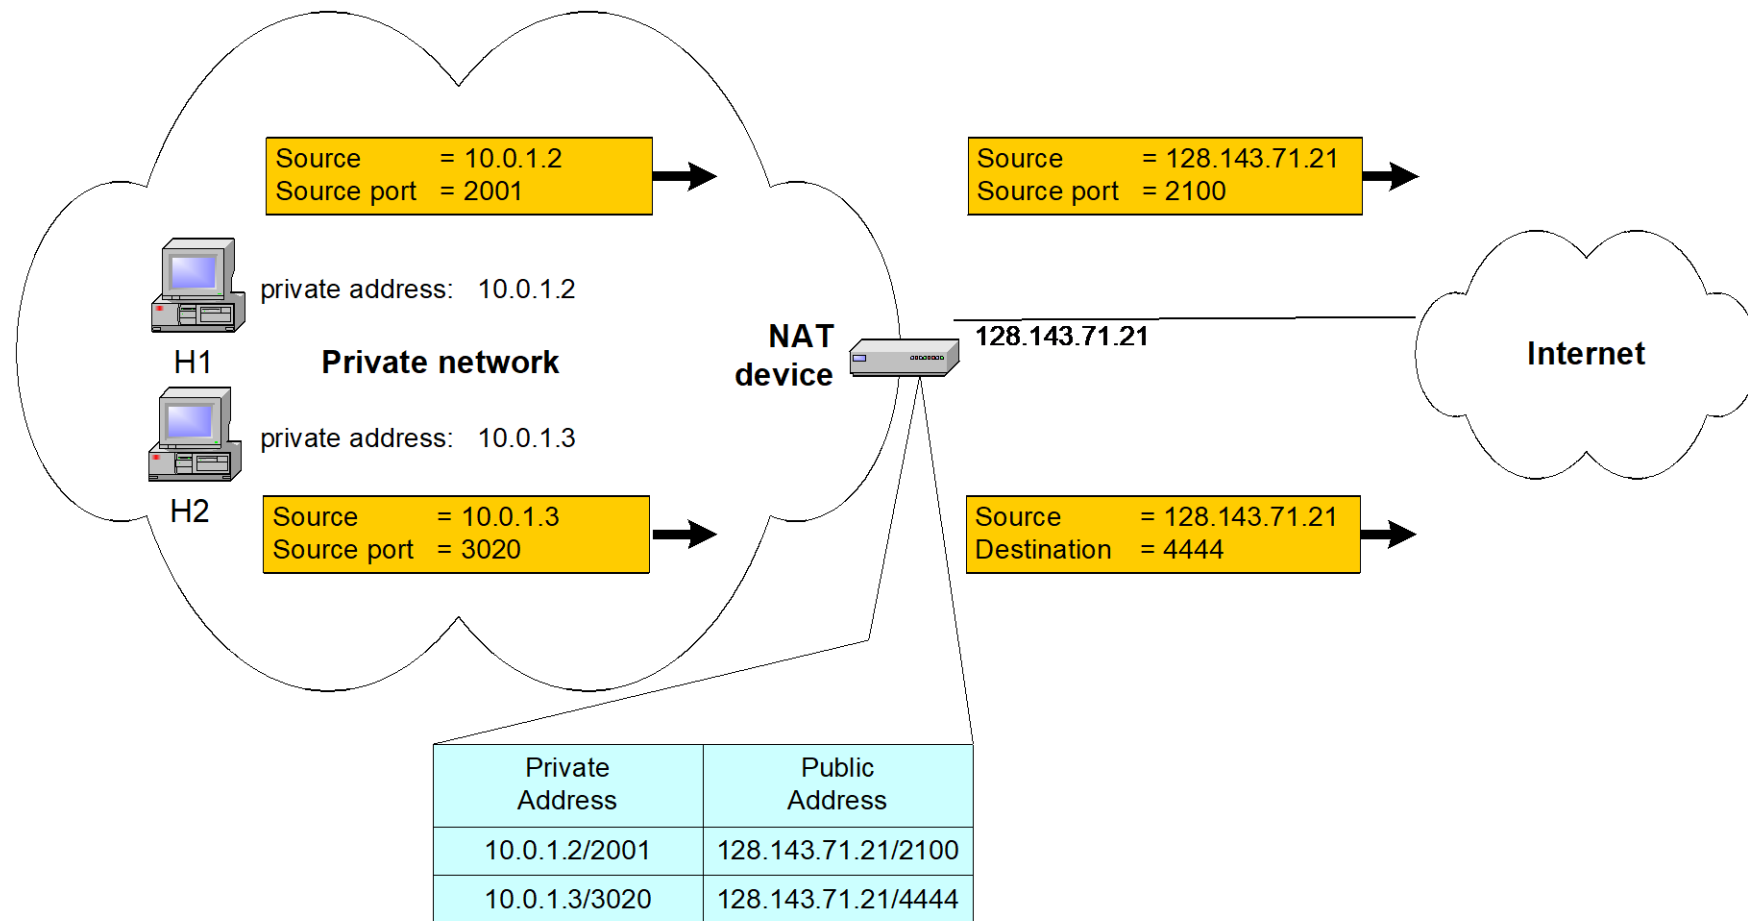 Source = 10.0.1.2
Source port = 2001
Source = 128.143.71.21
Source port = 2100
private address: 10.0.1.2
H1
Private network
NAT
device
128.143.71.21
Internet
private address: 10.0.1.3
H2
Source = 10.0.1.3
Source port = 3020
Source = 128.143.71.21
Destination = 4444
Private
Address
Public
Address
10.0.1.2/2001 128.143.71.21/2100
10.0.1.3/3020 128.143.71.21/4444